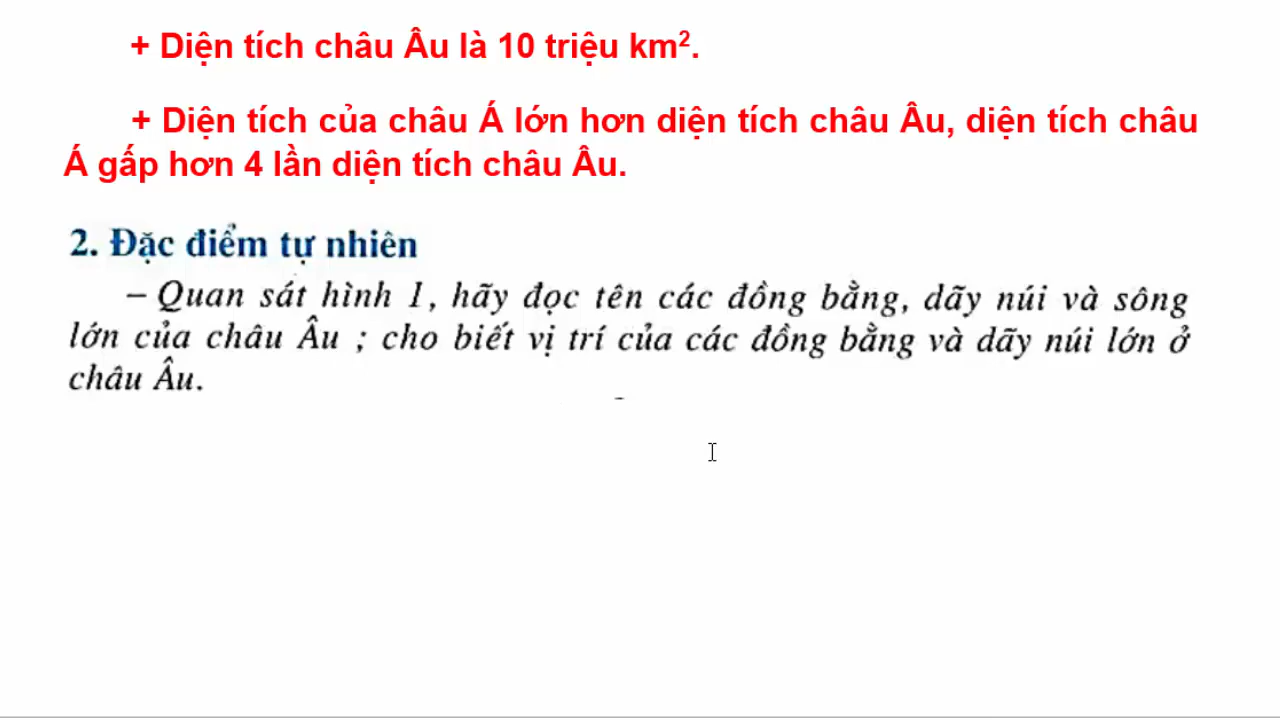 + Diện tích châu Âu là 10 triệu km².
+ Diện tích của châu Á lớn hơn diện tích châu Âu, diện tích châu
Á gấp hơn 4 lần diện tích châu Âu.
2. Đặc điểm tự nhiên
– Quan sát hình 1, hãy đọc tên các đồng bằng, dãy núi và sông
lớn của châu Âu ; cho biết vị trí của các đồng bằng và dãy núi lớn ở
châu Âu.